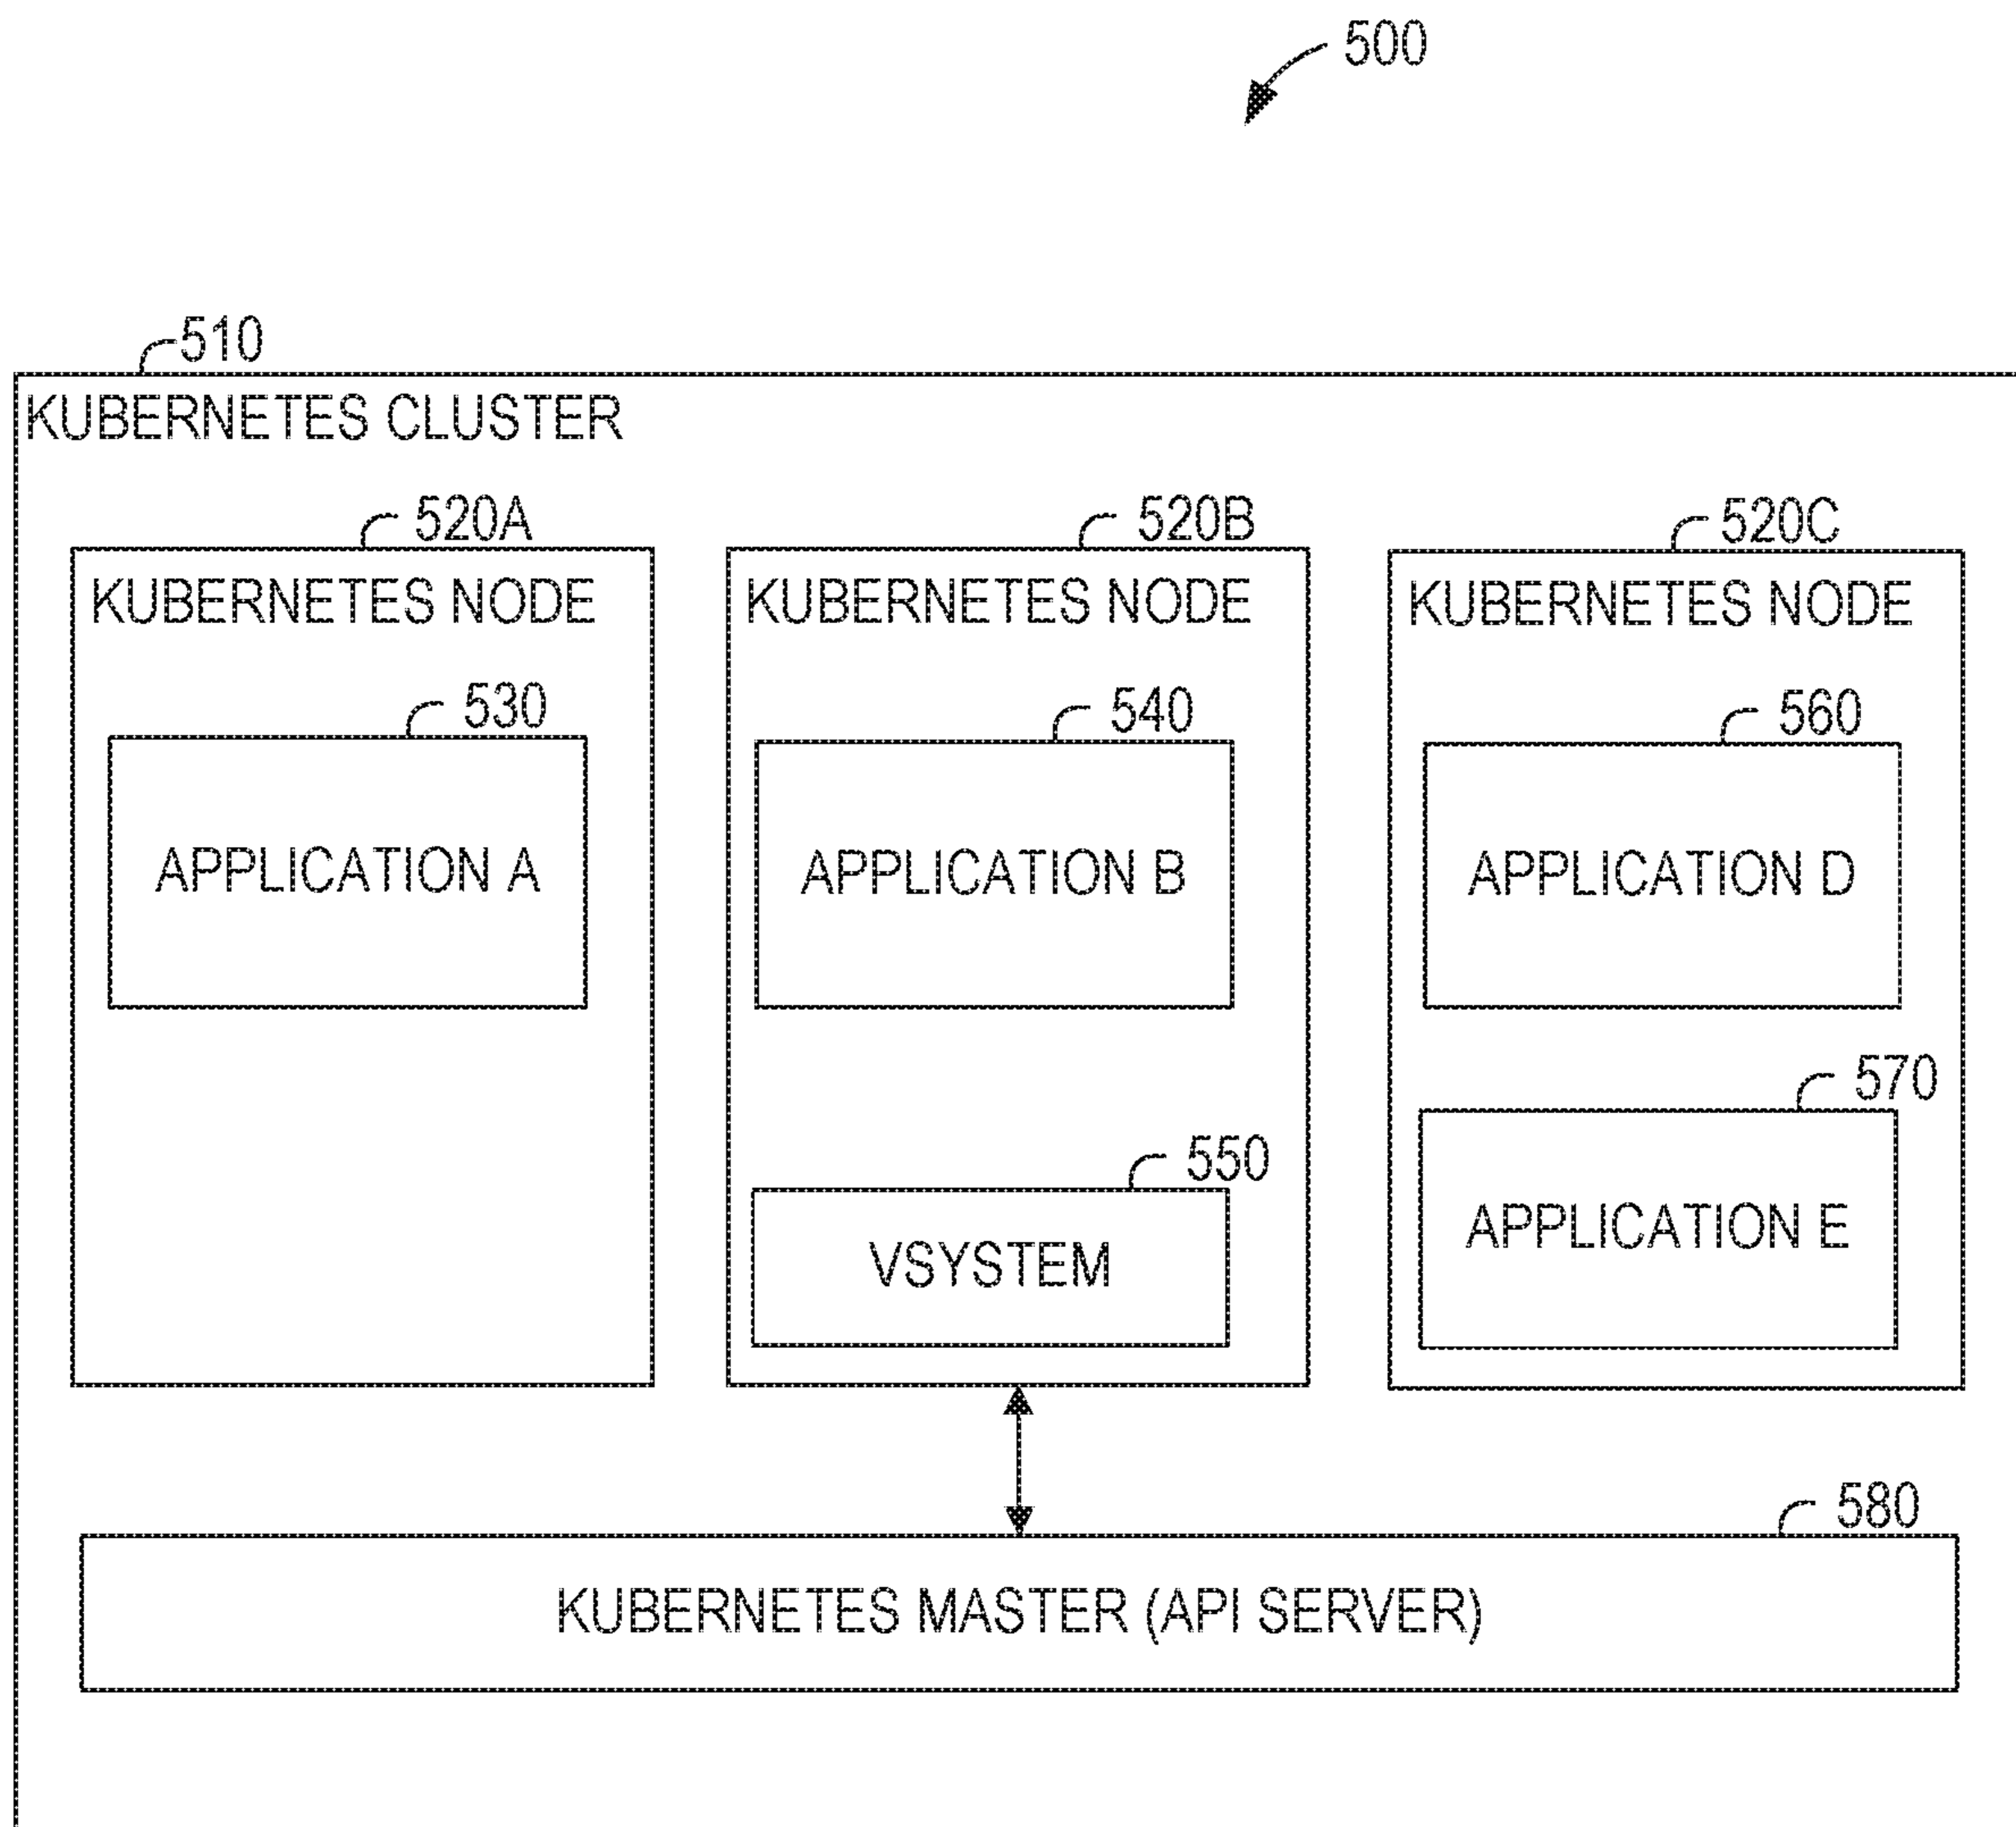 500
510
KUBERNETES CLUSTER
520A
520B
520C
KUBERNETES NODE
KUBERNETES NODE
KUBERNETES NODE
530
540
560
APPLICATION A
APPLICATION B
APPLICATION D
570
550
APPLICATION E
VSYSTEM
580
KUBERNETES MASTER (API SERVER)